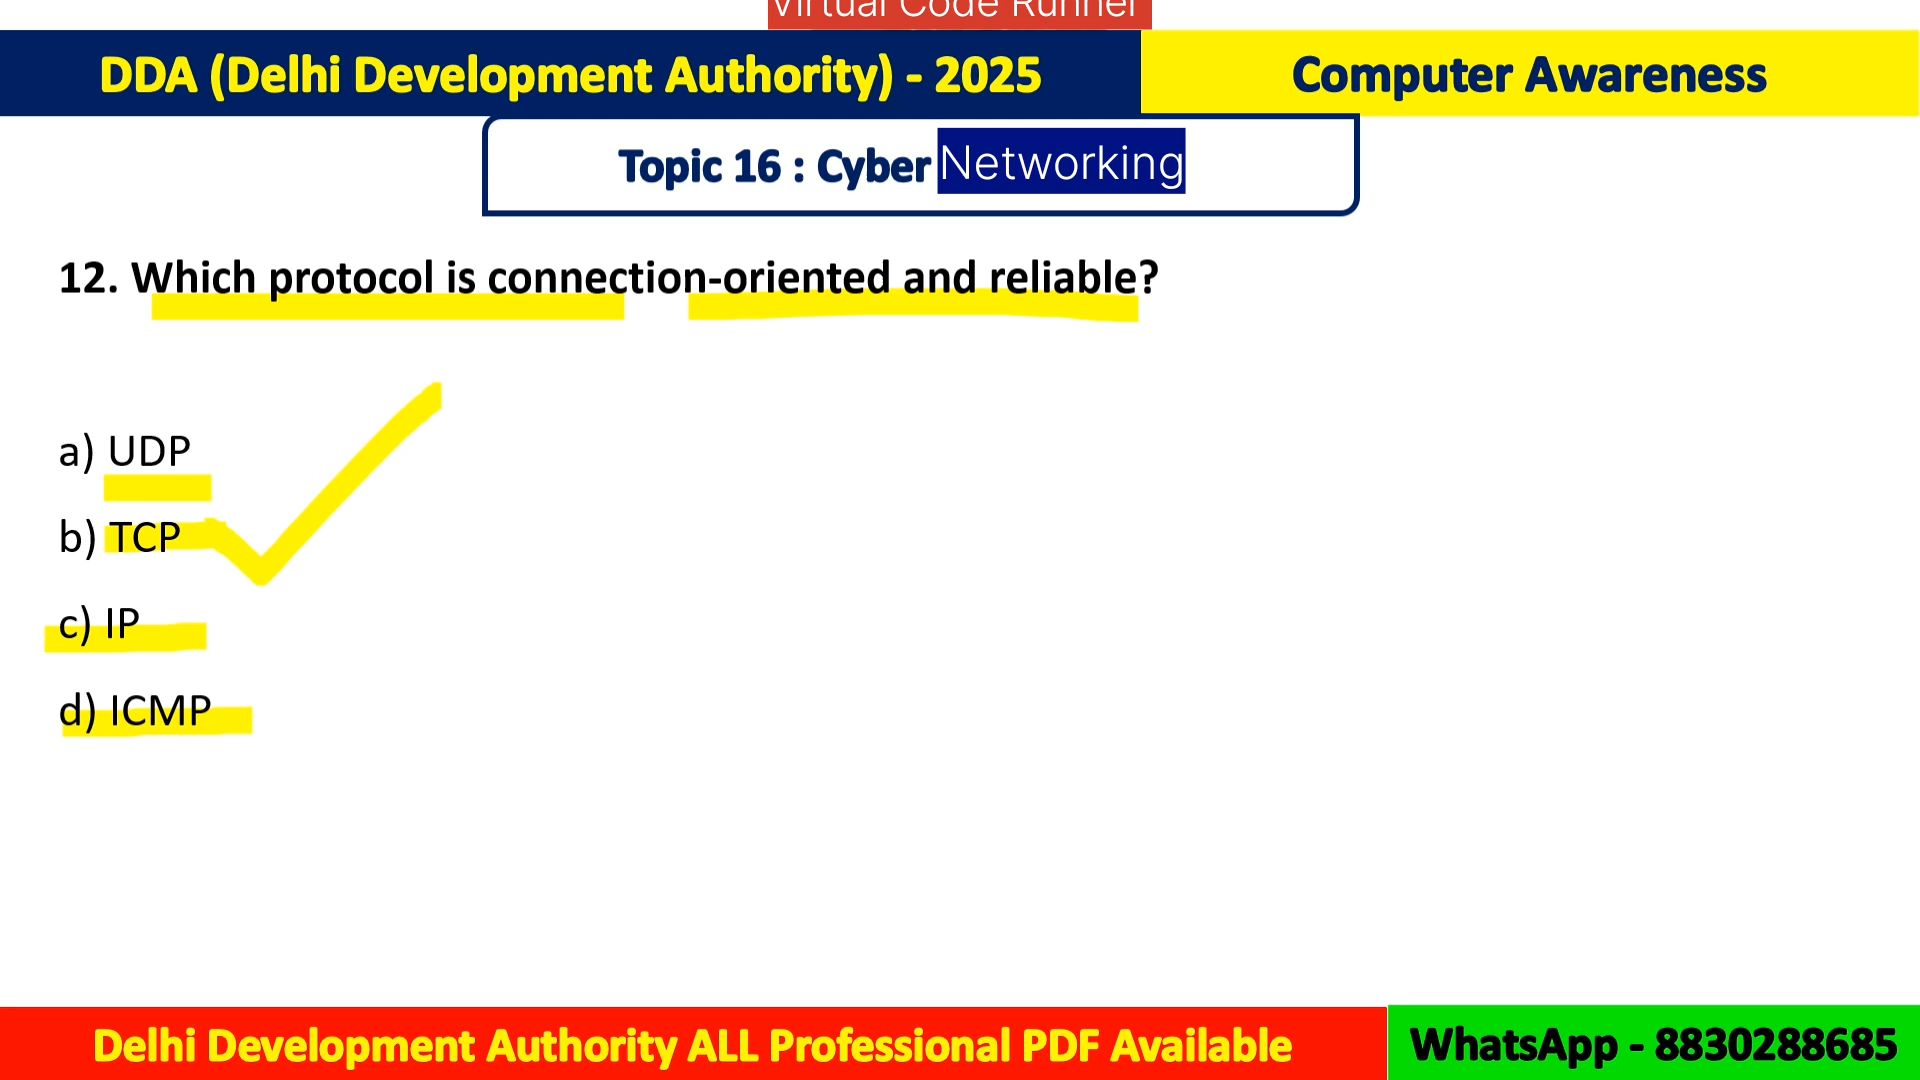 Virtual Code Runner
DDA (Delhi Development Authority) - 2025
Computer Awareness
Topic 16 : Cyber Networking
12. Which protocol is connection-oriented and reliable?
a) UDP
b) TCP
c) IP
d) ICMP
Delhi Development Authority ALL Professional PDF Available
WhatsApp - 8830288685